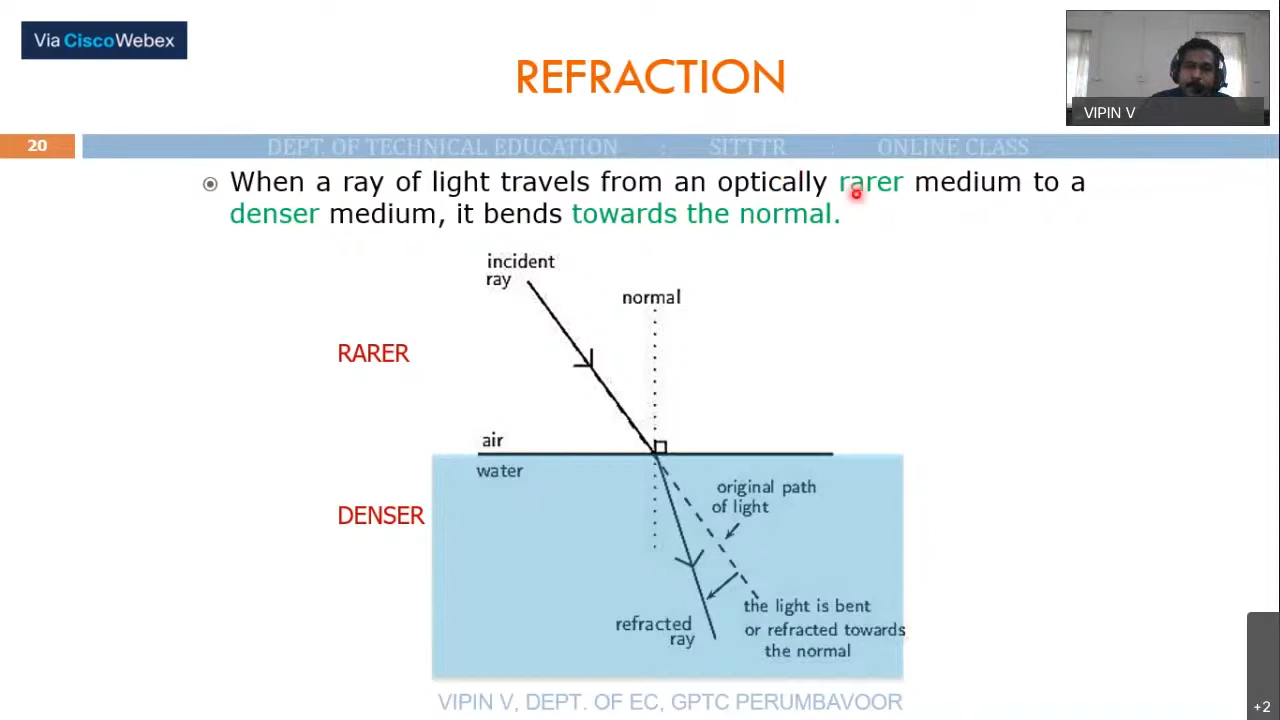 Via CiscoWebex
REFRACTION
VIPIN V
20
DEPT. OF TECHNICAL EDUCATION : SITTTR : ONLINE CLASS
When a ray of light travels from an optically rarer medium to a
denser medium, it bends towards the normal.
incident
ray
normal
RARER
air
water
original path
of light
DENSER
the light is bent
or refracted towards
the normal
refracted
ray
VIPIN V, DEPT. OF EC, GPTC PERUMBAVOOR
+2